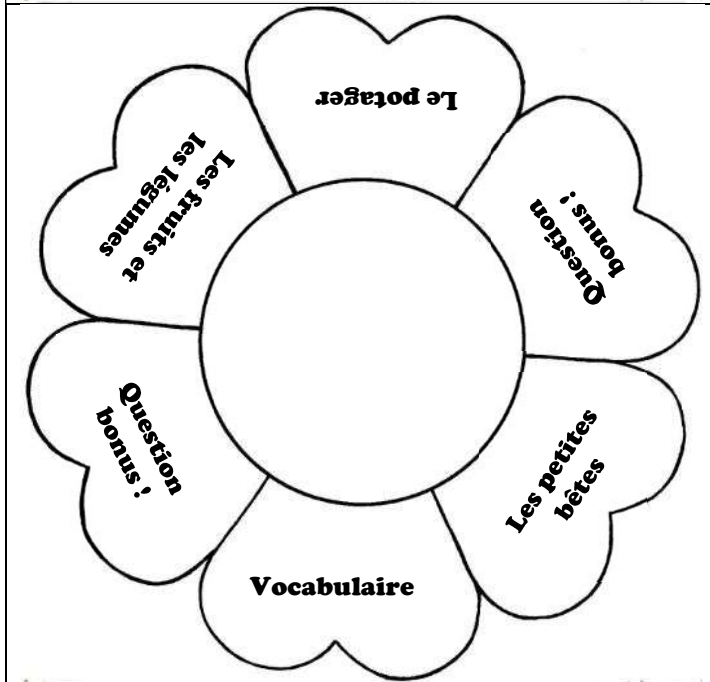 Le potager
Question
bonus !
Les petites
bêtes
Vocabulaire
Question
bonus !
Les fruits et
les légumes